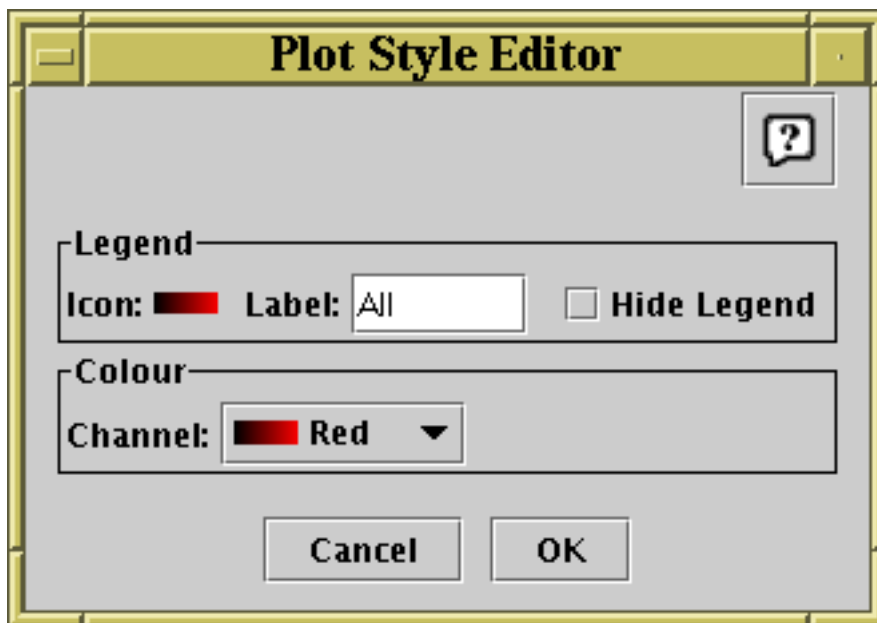 Plot Style Editor
?
Legend
Icon: Label: All Hide Legend
Colour
Channel: Red
Cancel OK